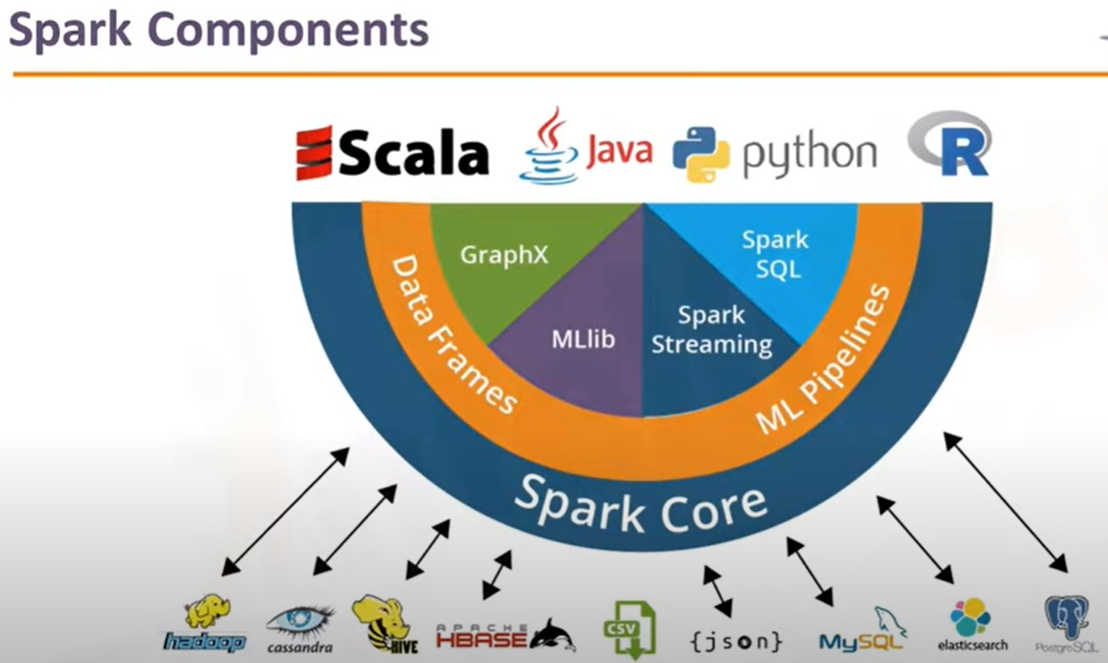 Spark Components
Scala
Java
python
R
GraphX
MLlib
Spark
Streaming
Spark
SQL
Data Frames
ML Pipelines
Spark Core
hadoop
cassandra
HIVE
APACHE
HBASE
CSV
{json}
MySQL
elasticsearch
PostgreSQL